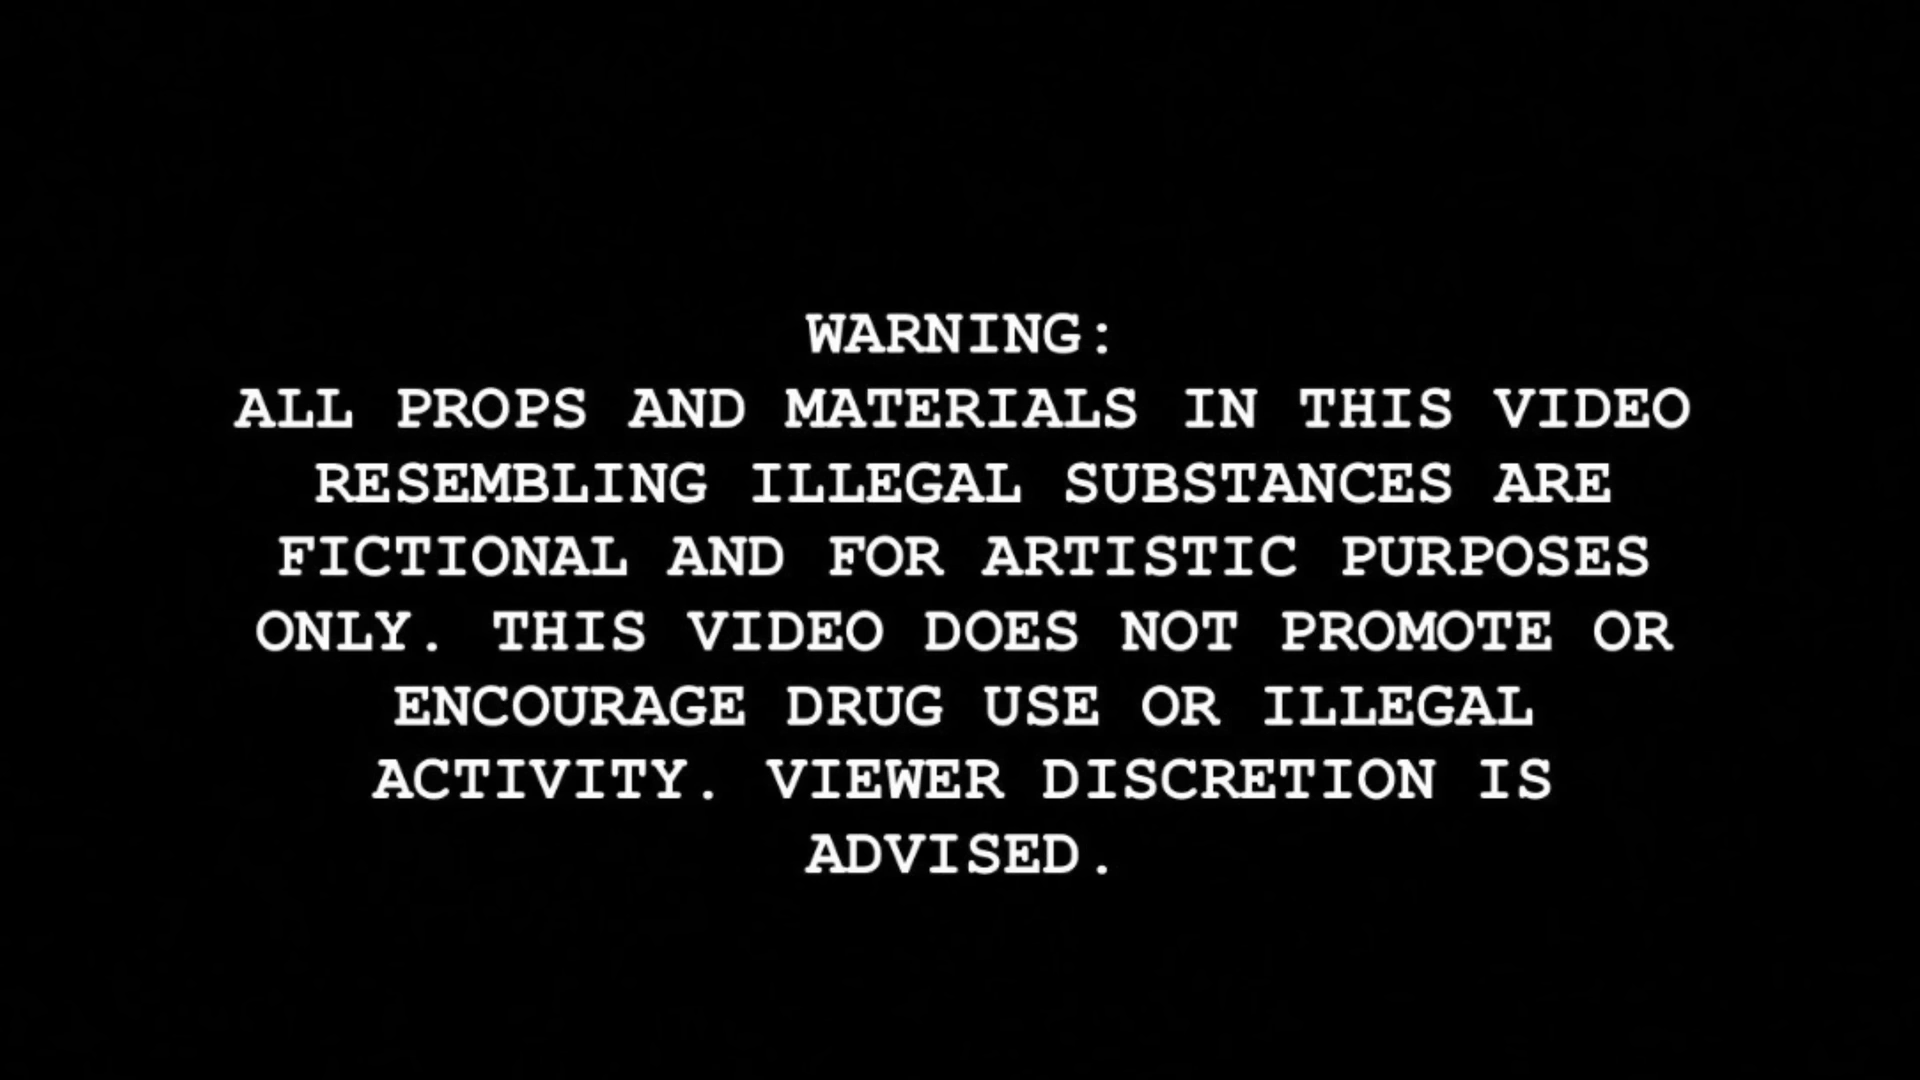 WARNING:
ALL PROPS AND MATERIALS IN THIS VIDEO
RESEMBLING ILLEGAL SUBSTANCES ARE
FICTIONAL AND FOR ARTISTIC PURPOSES
ONLY. THIS VIDEO DOES NOT PROMOTE OR
ENCOURAGE DRUG USE OR ILLEGAL
ACTIVITY. VIEWER DISCRETION IS
ADVISED.